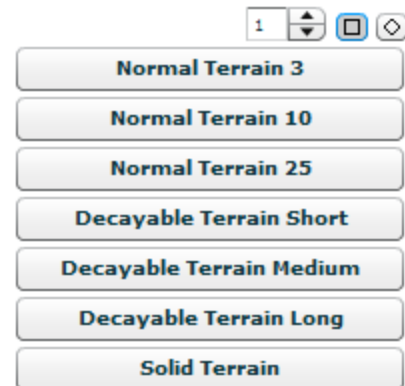 1
Normal Terrain 3
Normal Terrain 10
Normal Terrain 25
Decayable Terrain Short
Decayable Terrain Medium
Decayable Terrain Long
Solid Terrain